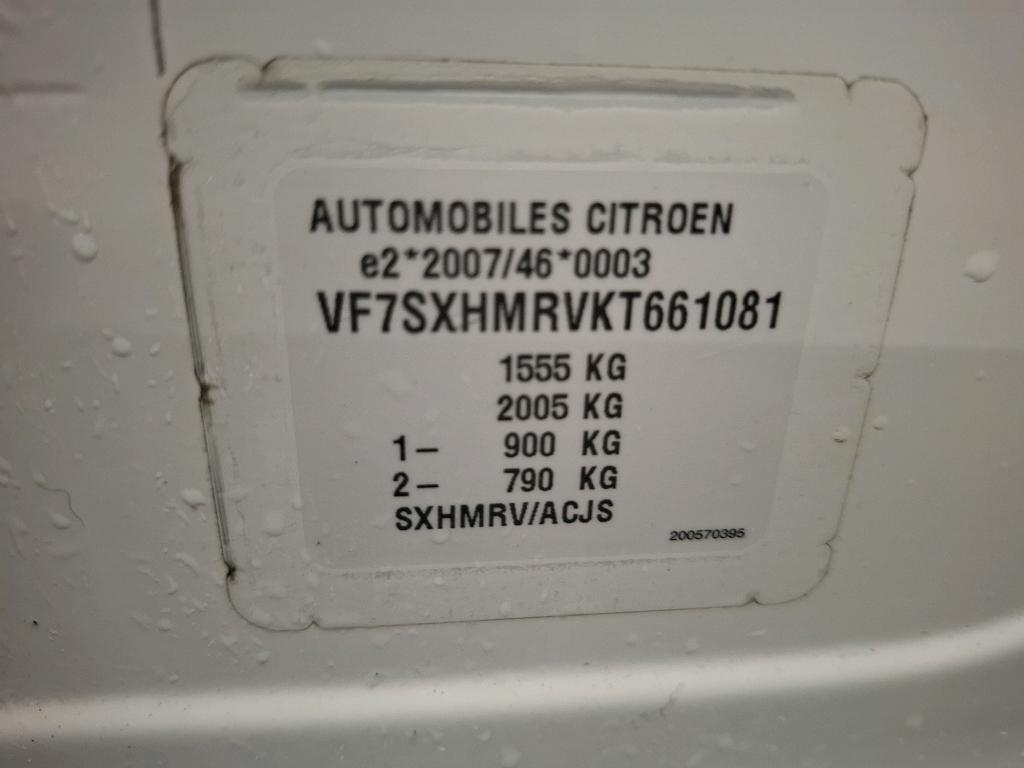 AUTOMOBILES CITROEN
e2*2007/46*0003
VF7SXHMRVKT661081
1555 KG
2005 KG
1- 900 KG
2- 790 KG
SXHMRV/ACJS
200570395